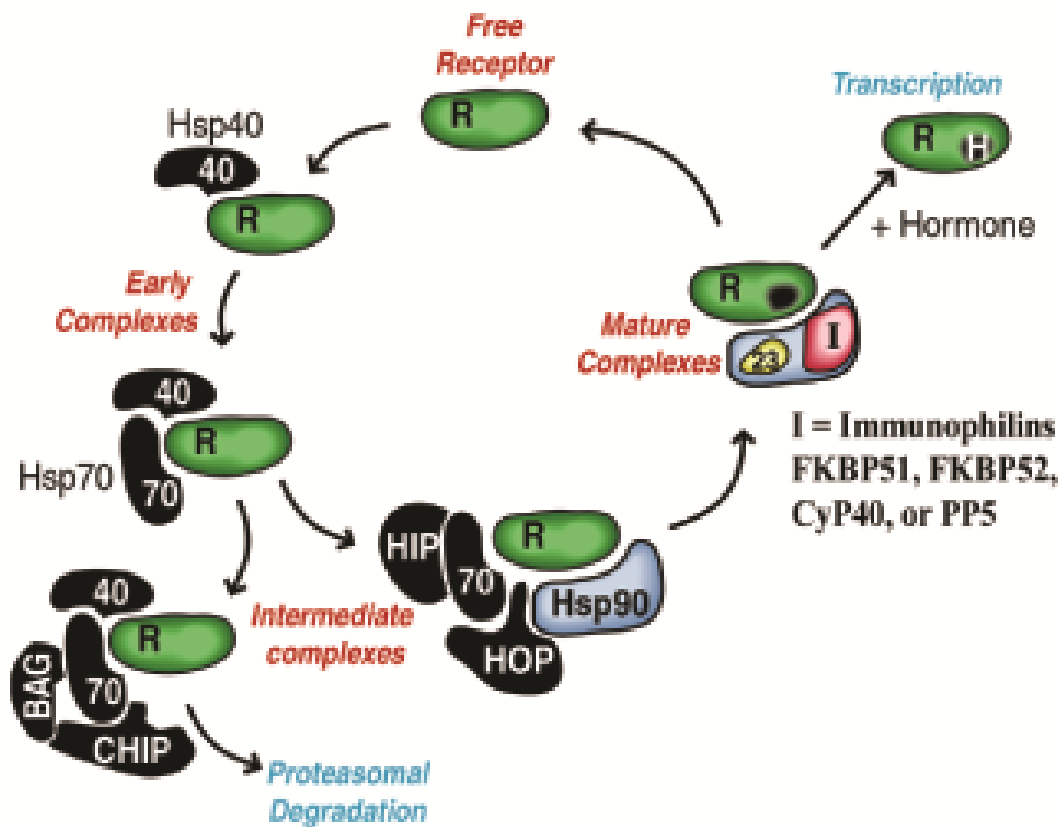 Free
Receptor
R
Transcription
R H
Hsp40
40
R
+ Hormone
Early
Complexes
R
Mature
Complexes
23
I
40
R
Hsp70
70
I = Immunophilins
FKBP51, FKBP52,
CyP40, or PP5
HIP
70
R
Hsp90
HOP
40
R
Intermediate
complexes
BAG
70
CHIP
Proteasomal
Degradation